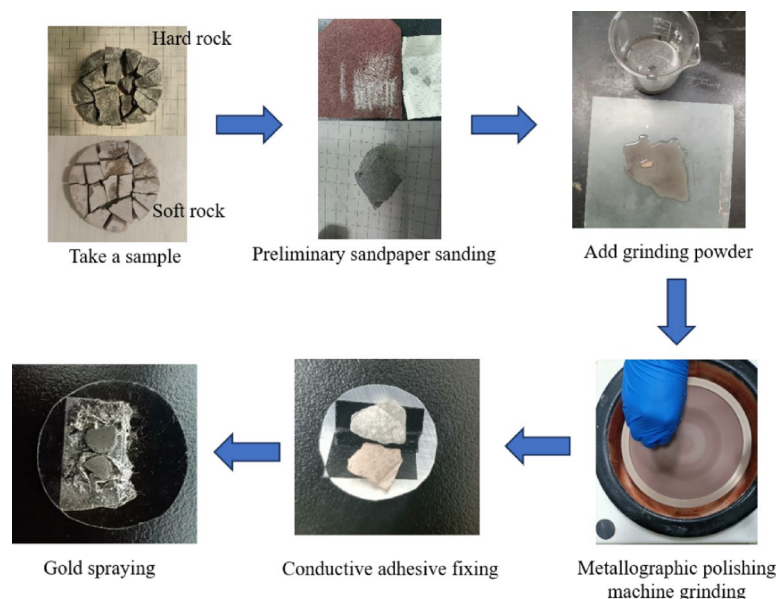 Hard rock
Soft rock
Take a sample
Preliminary sandpaper sanding
Add grinding powder
Gold spraying
Conductive adhesive fixing
Metallographic polishing
machine grinding